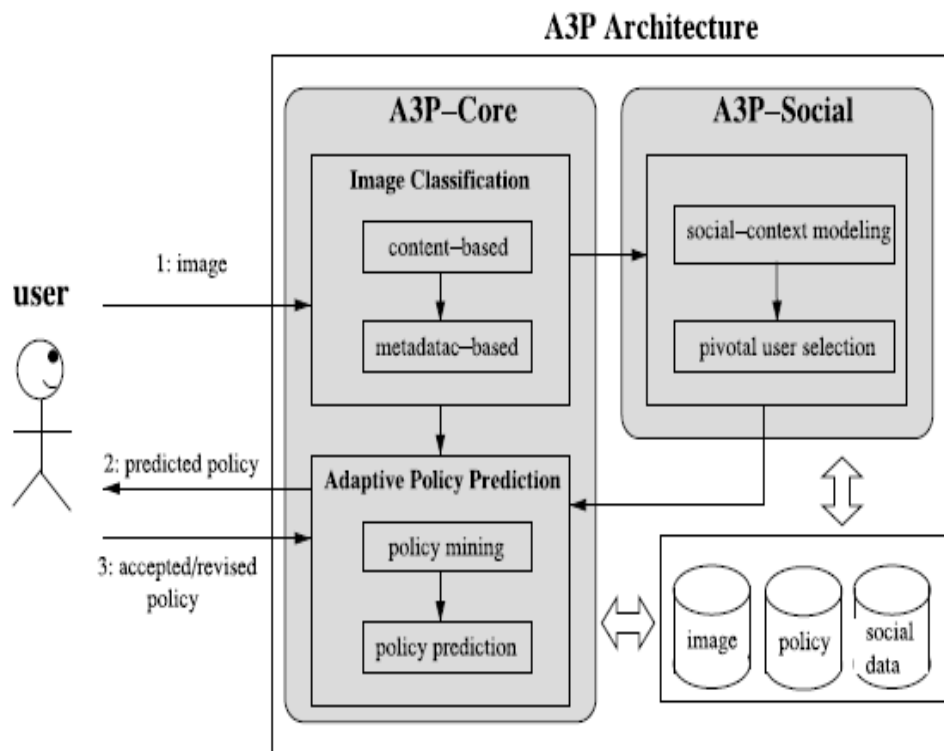 A3P Architecture
A3P–Core
Image Classification
content–based
metadatac–based
A3P–Social
social–context modeling
pivotal user selection
1: image
user
2: predicted policy
3: accepted/revised
policy
Adaptive Policy Prediction
policy mining
policy prediction
image
policy
social
data